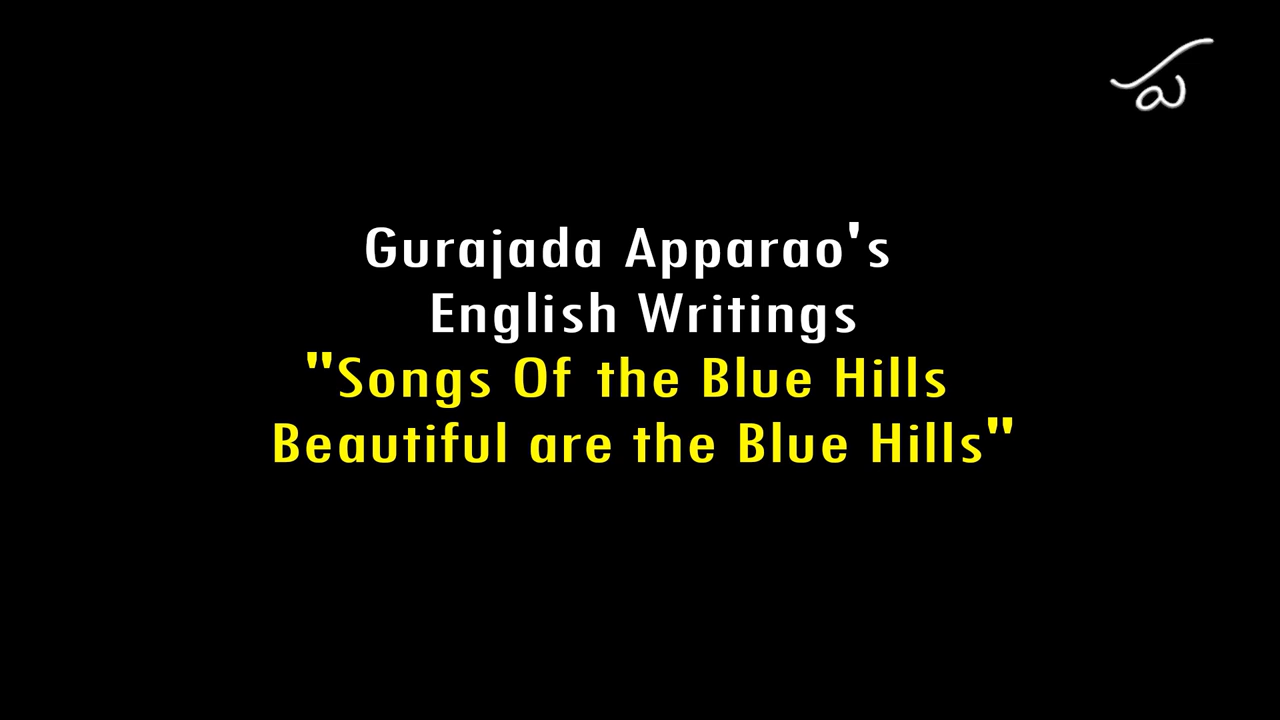 Gurajada Apparao's
English Writings
"Songs Of the Blue Hills
Beautiful are the Blue Hills"